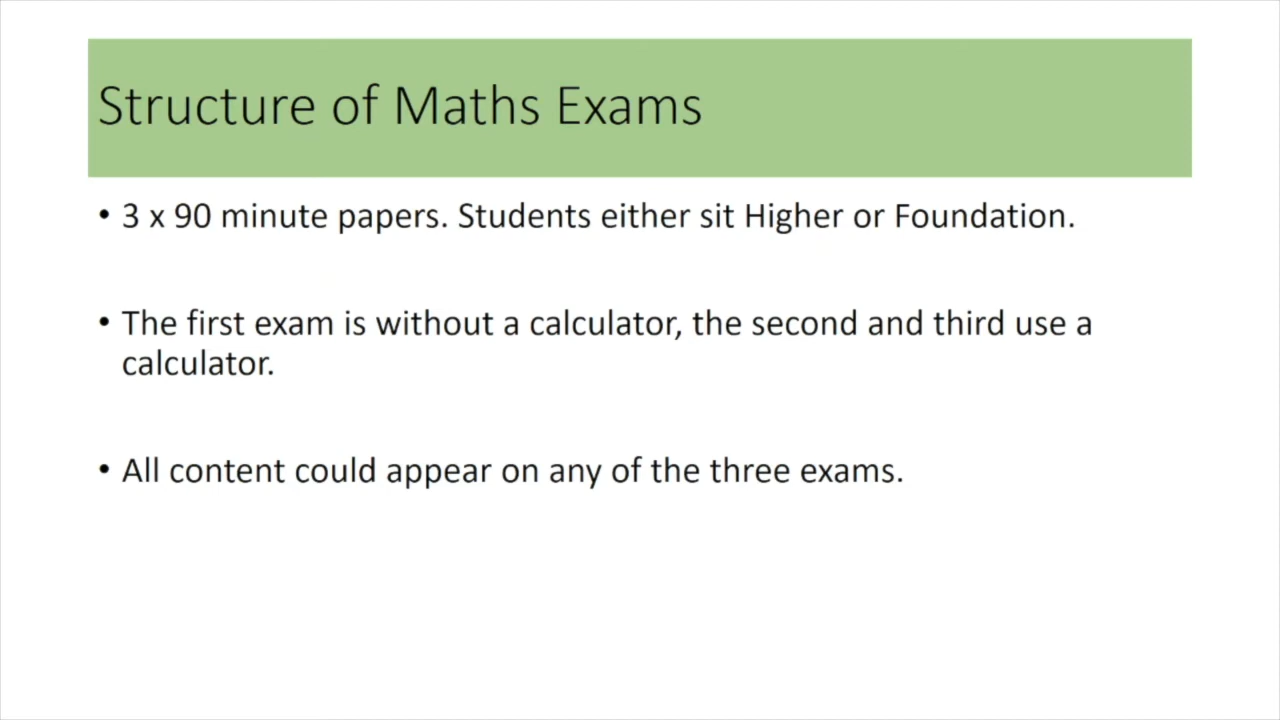 Structure of Maths Exams
• 3 x 90 minute papers. Students either sit Higher or Foundation.
• The first exam is without a calculator, the second and third use a
calculator.
• All content could appear on any of the three exams.